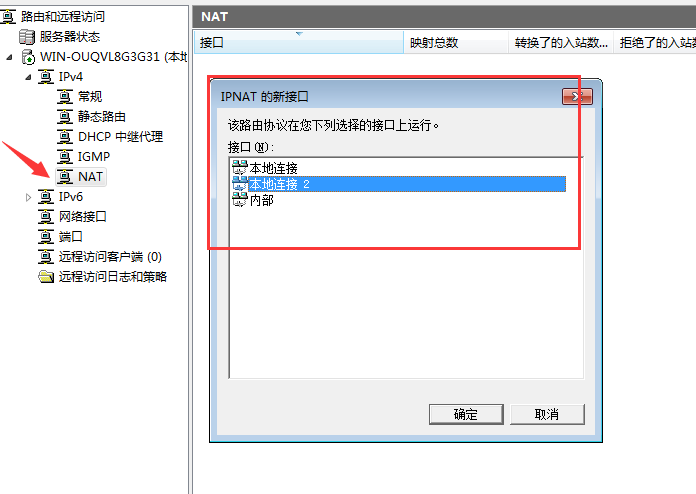 路由和远程访问
服务器状态
WIN-OUQVL8G3G31 (本地
IPv4
常规
静态路由
DHCP 中继代理
IGMP
NAT
IPv6
网络接口
端口
远程访问客户端 (0)
远程访问日志和策略
NAT
接口 映射总数 转换了的入站数... 拒绝了的入站数
IPNAT 的新接口
该路由协议在您下列选择的接口上运行。
接口(N):
本地连接
本地连接 2
内部
确定 取消